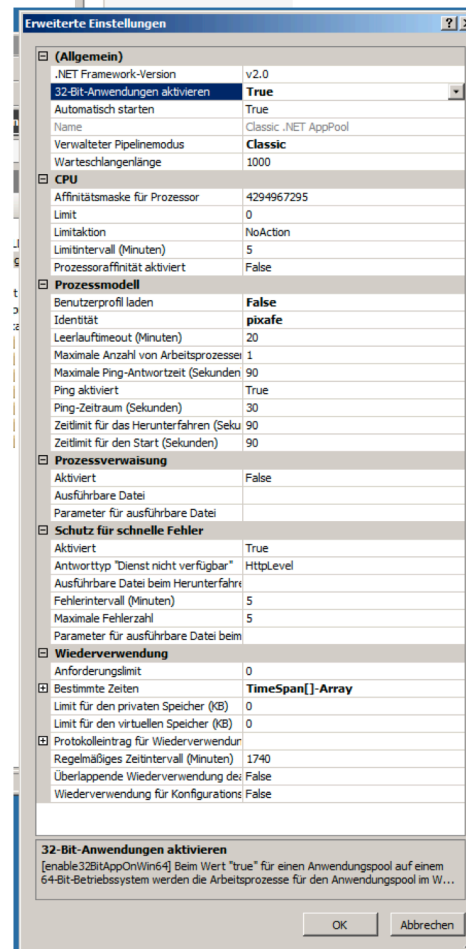 Erweiterte Einstellungen
(Allgemein)
.NET Framework-Version v2.0
32-Bit-Anwendungen aktivieren True
Automatisch starten True
Name Classic .NET AppPool
Verwalteter Pipelinemodus Classic
Warteschlangenlänge 1000
CPU
Affinitätsmaske für Prozessor 4294967295
Limit 0
Limitaktion NoAction
Limitintervall (Minuten) 5
Prozessoraffinität aktiviert False
Prozessmodell
Benutzerprofil laden False
Identität pixafe
Leerlauftimeout (Minuten) 20
Maximale Anzahl von Arbeitsprozesse 1
Maximale Ping-Antwortzeit (Sekunden 90
Ping aktiviert True
Ping-Zeitraum (Sekunden) 30
Zeitlimit für das Herunterfahren (Seku 90
Zeitlimit für den Start (Sekunden) 90
Prozessverwaisung
Aktiviert False
Ausführbare Datei
Parameter für ausführbare Datei
Schutz für schnelle Fehler
Aktiviert True
Antworttyp "Dienst nicht verfügbar" HttpLevel
Ausführbare Datei beim Herunterfahre
Fehlerintervall (Minuten) 5
Maximale Fehlerzahl 5
Parameter für ausführbare Datei beim
Wiederverwendung
Anforderungslimit 0
Bestimmte Zeiten TimeSpan[]-Array
Limit für den privaten Speicher (KB) 0
Limit für den virtuellen Speicher (KB) 0
Protokolleintrag für Wiederverwendun
Regelmäßiges Zeitintervall (Minuten) 1740
Überlappende Wiederverwendung dea False
Wiederverwendung für Konfigurations False
32-Bit-Anwendungen aktivieren
[enable32BitAppOnWin64] Beim Wert "true" für einen Anwendungspool auf einem
64-Bit-Betriebssystem werden die Arbeitsprozesse für den Anwendungspool im W...
OK Abbrechen